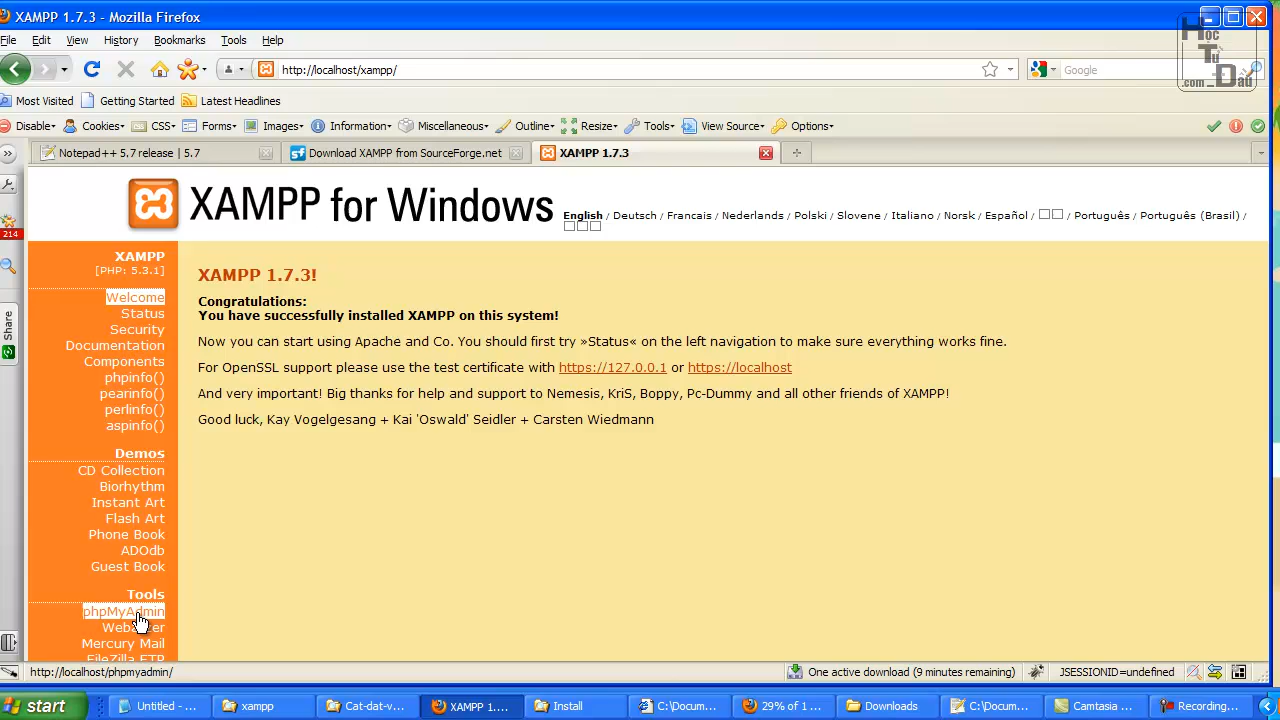 XAMPP 1.7.3 - Mozilla Firefox
File Edit View History Bookmarks Tools Help
http://localhost/xampp/
Google
Học Tự Đầu .com
Most Visited Getting Started Latest Headlines
Disable Cookies CSS Forms Images Information Miscellaneous Outline Resize Tools View Source Options
Notepad++ 5.7 release | 5.7
Download XAMPP from SourceForge.net
XAMPP 1.7.3
XAMPP for Windows
English / Deutsch / Francais / Nederlands / Polski / Slovene / Italiano / Norsk / Español / □□ / Português / Português (Brasil) /
□□□
214
Share
XAMPP
[PHP: 5.3.1]
Welcome
Status
Security
Documentation
Components
phpinfo()
pearinfo()
perlinfo()
aspinfo()
Demos
CD Collection
Biorhythm
Instant Art
Flash Art
Phone Book
ADOdb
Guest Book
Tools
phpMyAdmin
Mercury Mail
FileZilla FTP
XAMPP 1.7.3!
Congratulations:
You have successfully installed XAMPP on this system!
Now you can start using Apache and Co. You should first try »Status« on the left navigation to make sure everything works fine.
For OpenSSL support please use the test certificate with https://127.0.0.1 or https://localhost
And very important! Big thanks for help and support to Nemesis, KriS, Boppy, Pc-Dummy and all other friends of XAMPP!
Good luck, Kay Vogelgesang + Kai 'Oswald' Seidler + Carsten Wiedmann
http://localhost/phpmyadmin/
One active download (9 minutes remaining)
JSESSIONID=undefined
start
Untitled - ...
xampp
Cat-dat-v...
XAMPP 1....
Install
C:\Docum...
29% of 1 ...
Downloads
C:\Docum...
Camtasia ...
Recording...